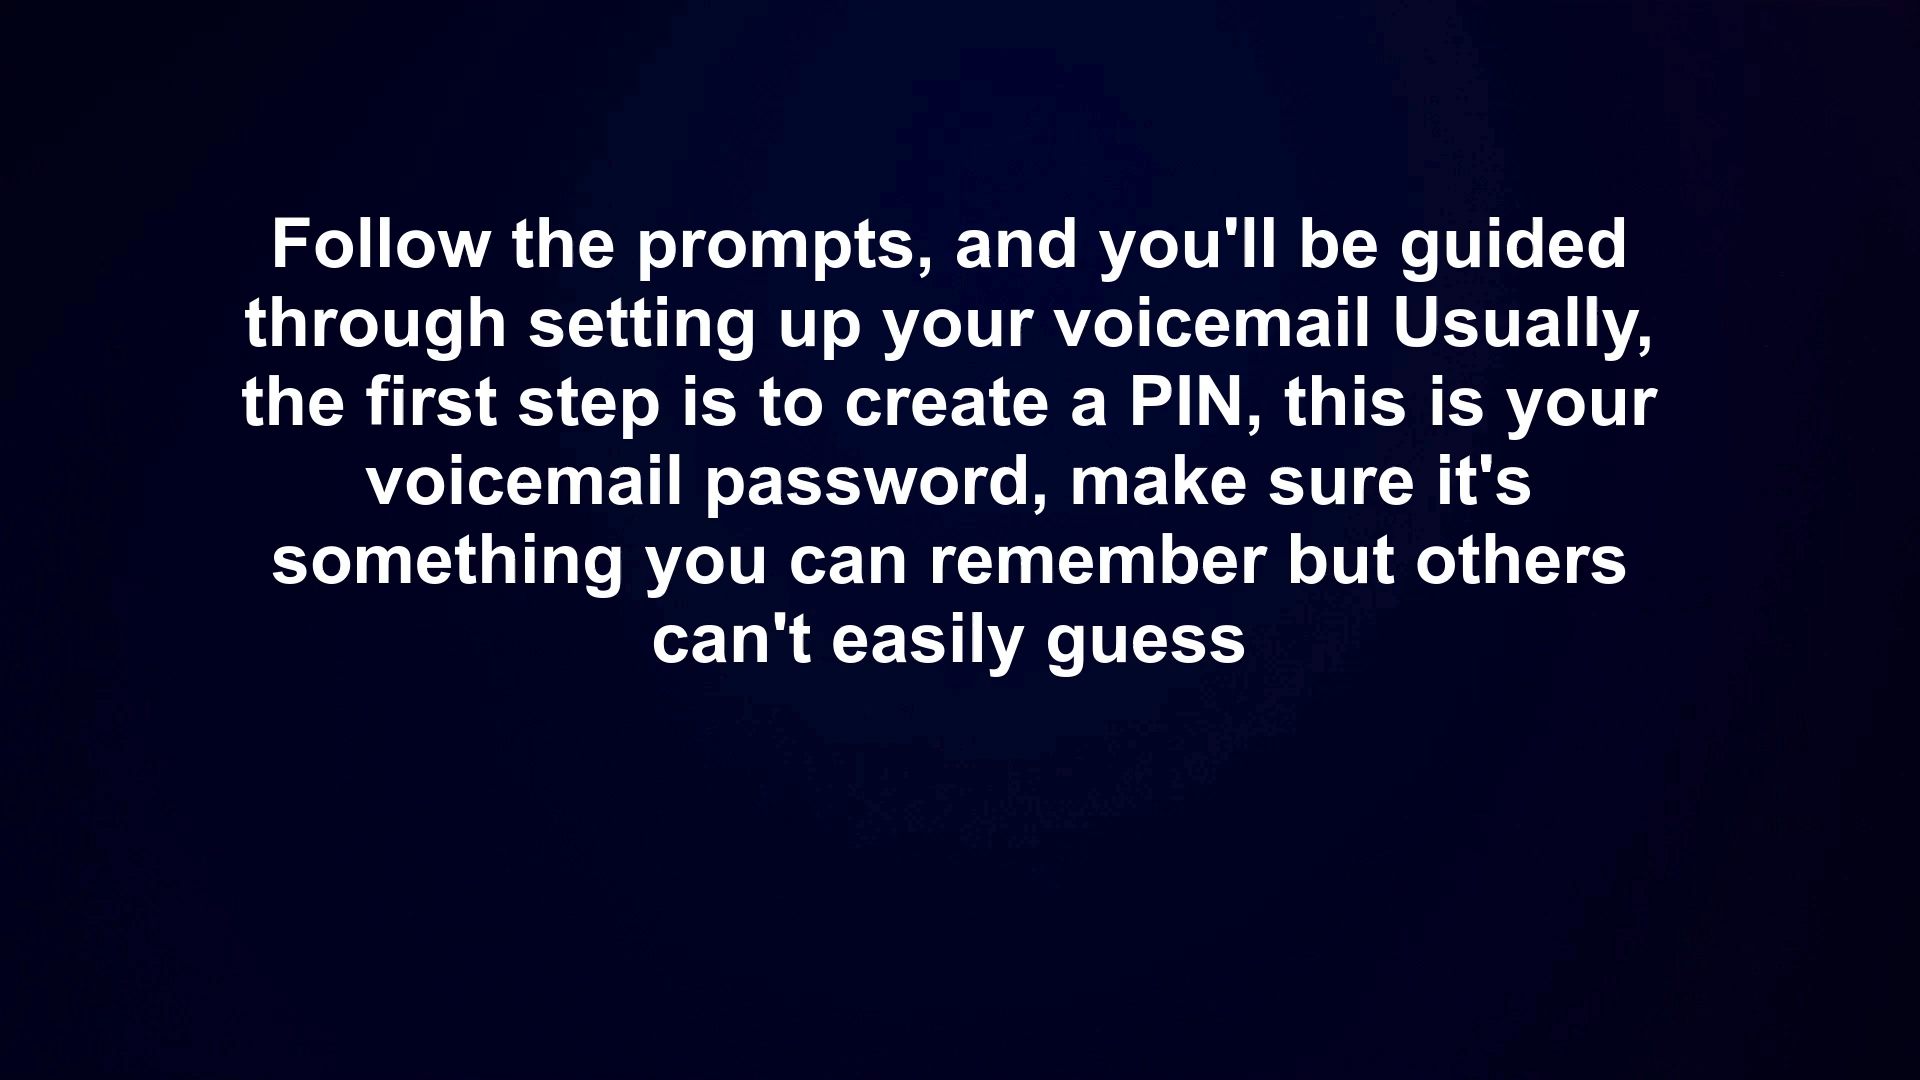 Follow the prompts, and you'll be guided
through setting up your voicemail Usually,
the first step is to create a PIN, this is your
voicemail password, make sure it's
something you can remember but others
can't easily guess